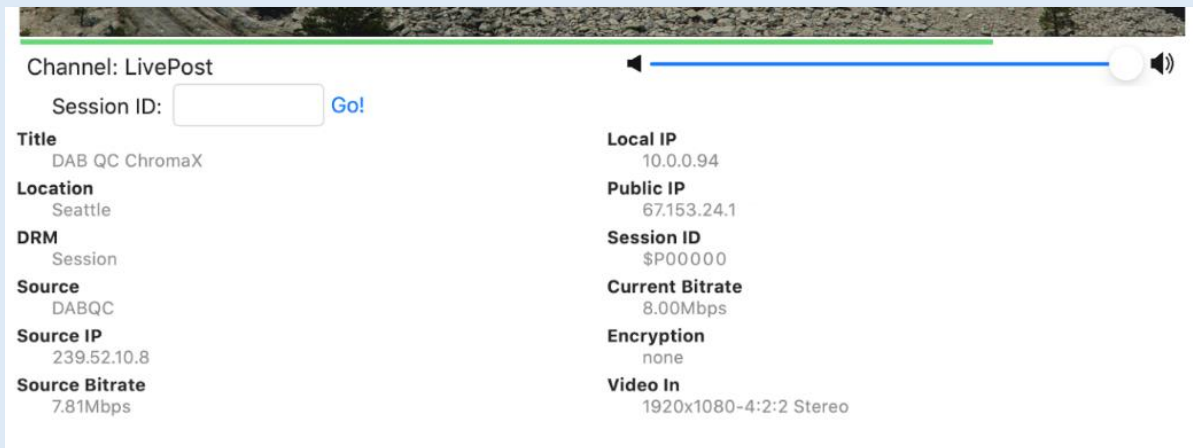 Channel: LivePost
Session ID:
Go!
Title
DAB QC ChromaX
Location
Seattle
DRM
Session
Source
DABQC
Source IP
239.52.10.8
Source Bitrate
7.81Mbps
Local IP
10.0.0.94
Public IP
67.153.24.1
Session ID
$P00000
Current Bitrate
8.00Mbps
Encryption
none
Video In
1920x1080-4:2:2 Stereo